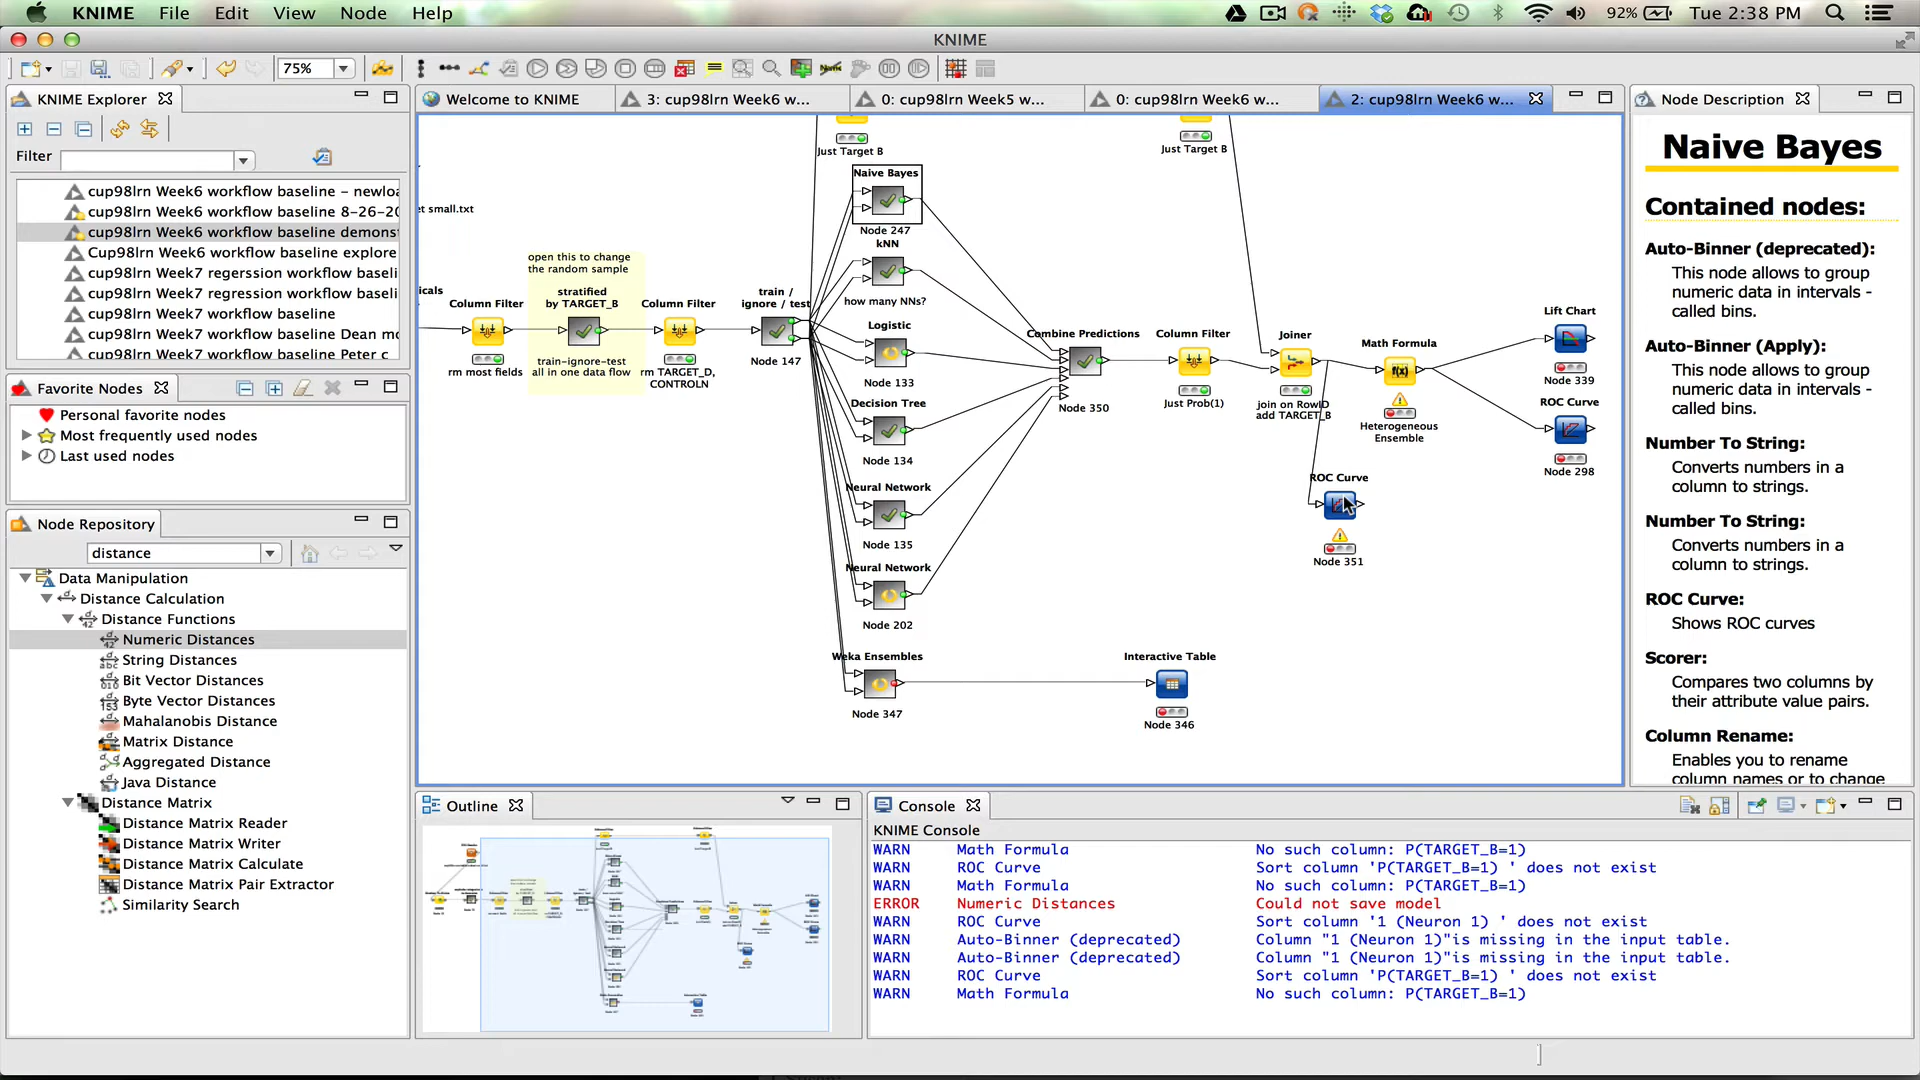 KNIME File Edit View Node Help
92% Tue 2:38 PM
KNIME
75%
KNIME Explorer
Filter
cup98lrn Week6 workflow baseline - newloa
cup98lrn Week6 workflow baseline 8-26-20
cup98lrn Week6 workflow baseline demons
Cup98lrn Week6 workflow baseline explore
cup98lrn Week7 regerssion workflow baseli
cup98lrn Week7 regression workflow baseli
cup98lrn Week7 workflow baseline
cup98lrn Week7 workflow baseline Dean mo
cup98lrn Week7 workflow baseline Peter c
Favorite Nodes
Personal favorite nodes
Most frequently used nodes
Last used nodes
Node Repository
distance
Data Manipulation
Distance Calculation
Distance Functions
Numeric Distances
String Distances
Bit Vector Distances
Byte Vector Distances
Mahalanobis Distance
Matrix Distance
Aggregated Distance
Java Distance
Distance Matrix
Distance Matrix Reader
Distance Matrix Writer
Distance Matrix Calculate
Distance Matrix Pair Extractor
Similarity Search
Welcome to KNIME
3: cup98lrn Week6 w...
0: cup98lrn Week5 w...
0: cup98lrn Week6 w...
2: cup98lrn Week6 w...
Just Target B
Just Target B
et small.txt
icals
Column Filter
rm most fields
open this to change
the random sample
stratified
by TARGET_B
train-ignore-test
all in one data flow
Column Filter
rm TARGET_D,
CONTROLN
train /
ignore / test
Node 147
Naive Bayes
Node 247
kNN
how many NNs?
Logistic
Node 133
Decision Tree
Node 134
Neural Network
Node 135
Neural Network
Node 202
Weka Ensembles
Node 347
Combine Predictions
Node 350
Column Filter
Just Prob(1)
Joiner
join on RowID
add TARGET_B
Math Formula
Heterogeneous
Ensemble
Lift Chart
Node 339
ROC Curve
Node 298
ROC Curve
Node 351
Interactive Table
Node 346
Outline
Console
KNIME Console
WARN Math Formula No such column: P(TARGET_B=1)
WARN ROC Curve Sort column 'P(TARGET_B=1) ' does not exist
WARN Math Formula No such column: P(TARGET_B=1)
ERROR Numeric Distances Could not save model
WARN ROC Curve Sort column '1 (Neuron 1) ' does not exist
WARN Auto-Binner (deprecated) Column "1 (Neuron 1)"is missing in the input table.
WARN Auto-Binner (deprecated) Column "1 (Neuron 1)"is missing in the input table.
WARN ROC Curve Sort column 'P(TARGET_B=1) ' does not exist
WARN Math Formula No such column: P(TARGET_B=1)
Node Description
Naive Bayes
Contained nodes:
Auto-Binner (deprecated):
This node allows to group
numeric data in intervals -
called bins.
Auto-Binner (Apply):
This node allows to group
numeric data in intervals -
called bins.
Number To String:
Converts numbers in a
column to strings.
Number To String:
Converts numbers in a
column to strings.
ROC Curve:
Shows ROC curves
Scorer:
Compares two columns by
their attribute value pairs.
Column Rename:
Enables you to rename
column names or to change